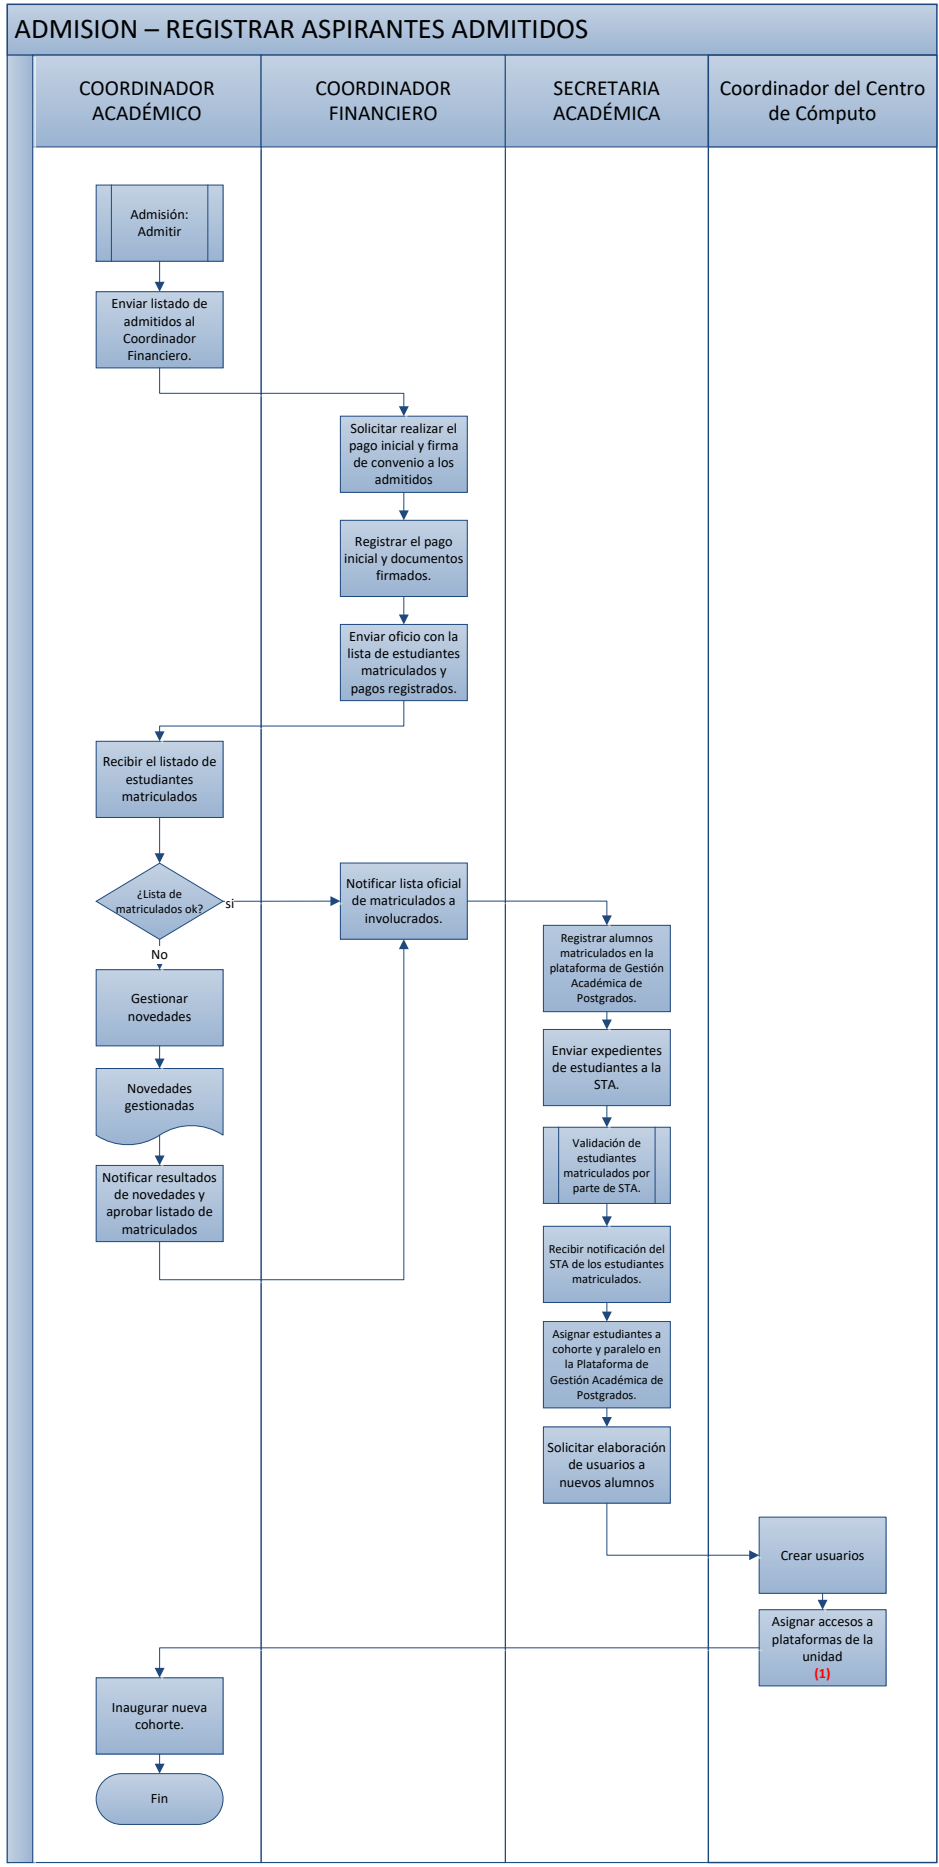 ADMISION – REGISTRAR ASPIRANTES ADMITIDOS
COORDINADOR
ACADÉMICO
COORDINADOR
FINANCIERO
SECRETARIA
ACADÉMICA
Coordinador del Centro
de Cómputo
Admisión:
Admitir
Enviar listado de
admitidos al
Coordinador
Financiero.
Solicitar realizar el
pago inicial y firma
de convenio a los
admitidos
Registrar el pago
inicial y documentos
firmados.
Enviar oficio con la
lista de estudiantes
matriculados y
pagos registrados.
Recibir el listado de
estudiantes
matriculados
¿Lista de
matriculados ok?
si
No
Notificar lista oficial
de matriculados a
involucrados.
Registrar alumnos
matriculados en la
plataforma de Gestión
Académica de
Postgrados.
Gestionar
novedades
Enviar expedientes
de estudiantes a la
STA.
Novedades
gestionadas
Validación de
estudiantes
matriculados por
parte de STA.
Notificar resultados
de novedades y
aprobar listado de
matriculados
Recibir notificación del
STA de los estudiantes
matriculados.
Asignar estudiantes a
cohorte y paralelo en
la Plataforma de
Gestión Académica de
Postgrados.
Solicitar elaboración
de usuarios a
nuevos alumnos
Crear usuarios
Asignar accesos a
plataformas de la
unidad
(1)
Inaugurar nueva
cohorte.
Fin